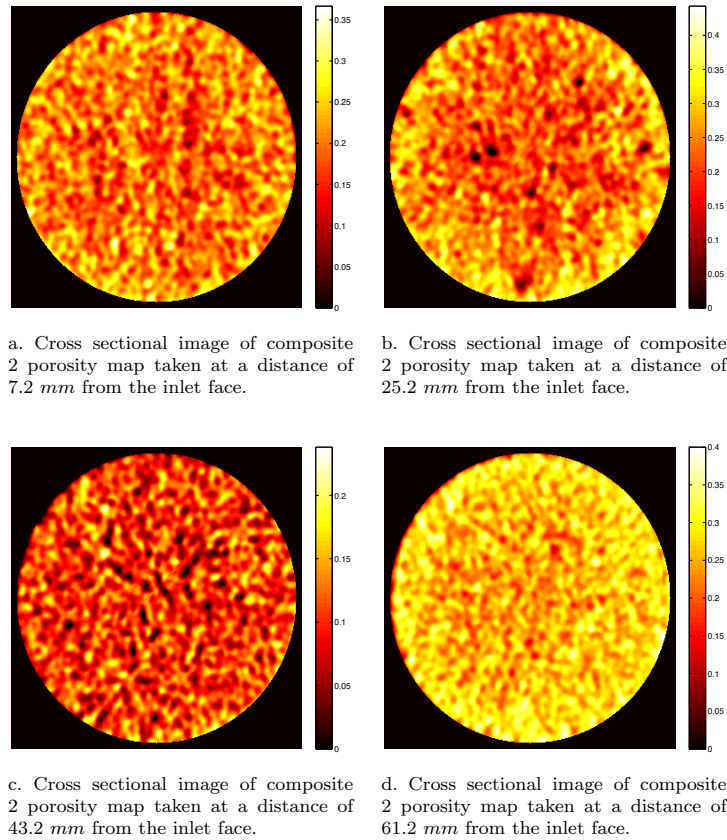 0.35
0.3
0.25
0.2
0.15
0.1
0.05
0
0.4
0.35
0.3
0.25
0.2
0.15
0.1
0.05
0
a. Cross sectional image of composite
2 porosity map taken at a distance of
7.2 mm from the inlet face.
b. Cross sectional image of composite
2 porosity map taken at a distance of
25.2 mm from the inlet face.
0.2
0.15
0.1
0.05
0
0.4
0.35
0.3
0.25
0.2
0.15
0.1
0.05
0
c. Cross sectional image of composite
2 porosity map taken at a distance of
43.2 mm from the inlet face.
d. Cross sectional image of composite
2 porosity map taken at a distance of
61.2 mm from the inlet face.